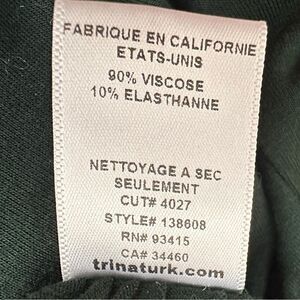 FABRIQUE EN CALIFORNIE
ETATS-UNIS
90% VISCOSE
10% ELASTHANNE
NETTOYAGE A SEC
SEULEMENT
CUT# 4027
STYLE# 138608
RN# 93415
CA# 34460
trinaturk.com